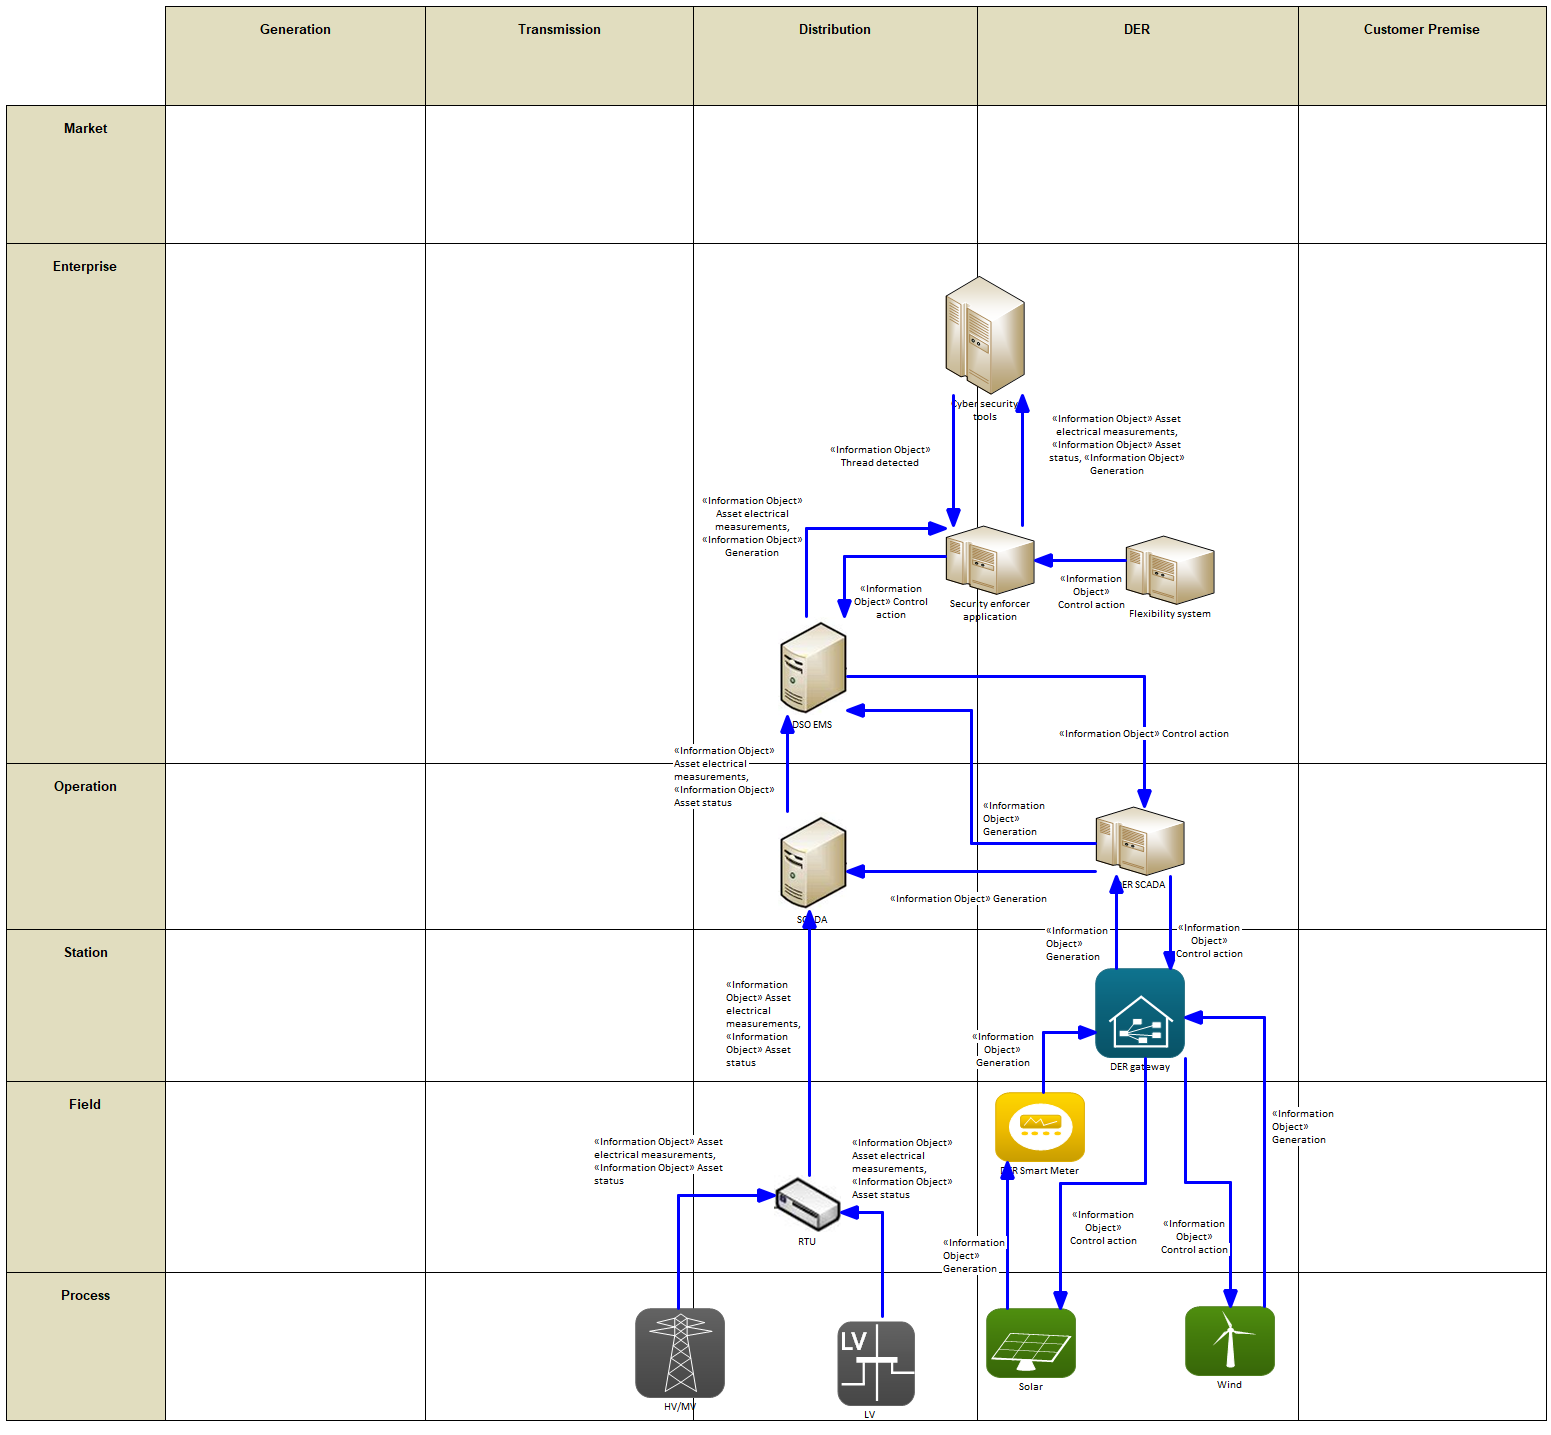 Generation
Transmission
Distribution
DER
Customer Premise
Market
Enterprise
Cyber security
tools
«Information Object» Asset
electrical measurements,
«Information Object» Asset
status, «Information Object»
Generation
«Information Object»
Thread detected
«Information Object»
Asset electrical
measurements,
«Information Object»
Generation
«Information
Object» Control
action
Security enforcer
application
«Information
Object»
Control action
Flexibility system
DSO EMS
«Information Object» Control action
«Information Object»
Asset electrical
measurements,
«Information Object»
Asset status
Operation
«Information
Object»
Generation
ER SCADA
«Information Object» Generation
SCADA
«Information
Object»
Generation
«Information
Object»
Control action
Station
«Information
Object» Asset
electrical
measurements,
«Information
Object» Asset
status
«Information
Object»
Generation
DER gateway
Field
«Information Object» Asset
electrical measurements,
«Information Object» Asset
status
«Information Object»
Asset electrical
measurements,
«Information Object»
Asset status
«Information
Object»
Generation
DER Smart Meter
RTU
«Information
Object»
Generation
«Information
Object»
Control action
«Information
Object»
Control action
Process
HV/MV
LV
LV
Solar
Wind